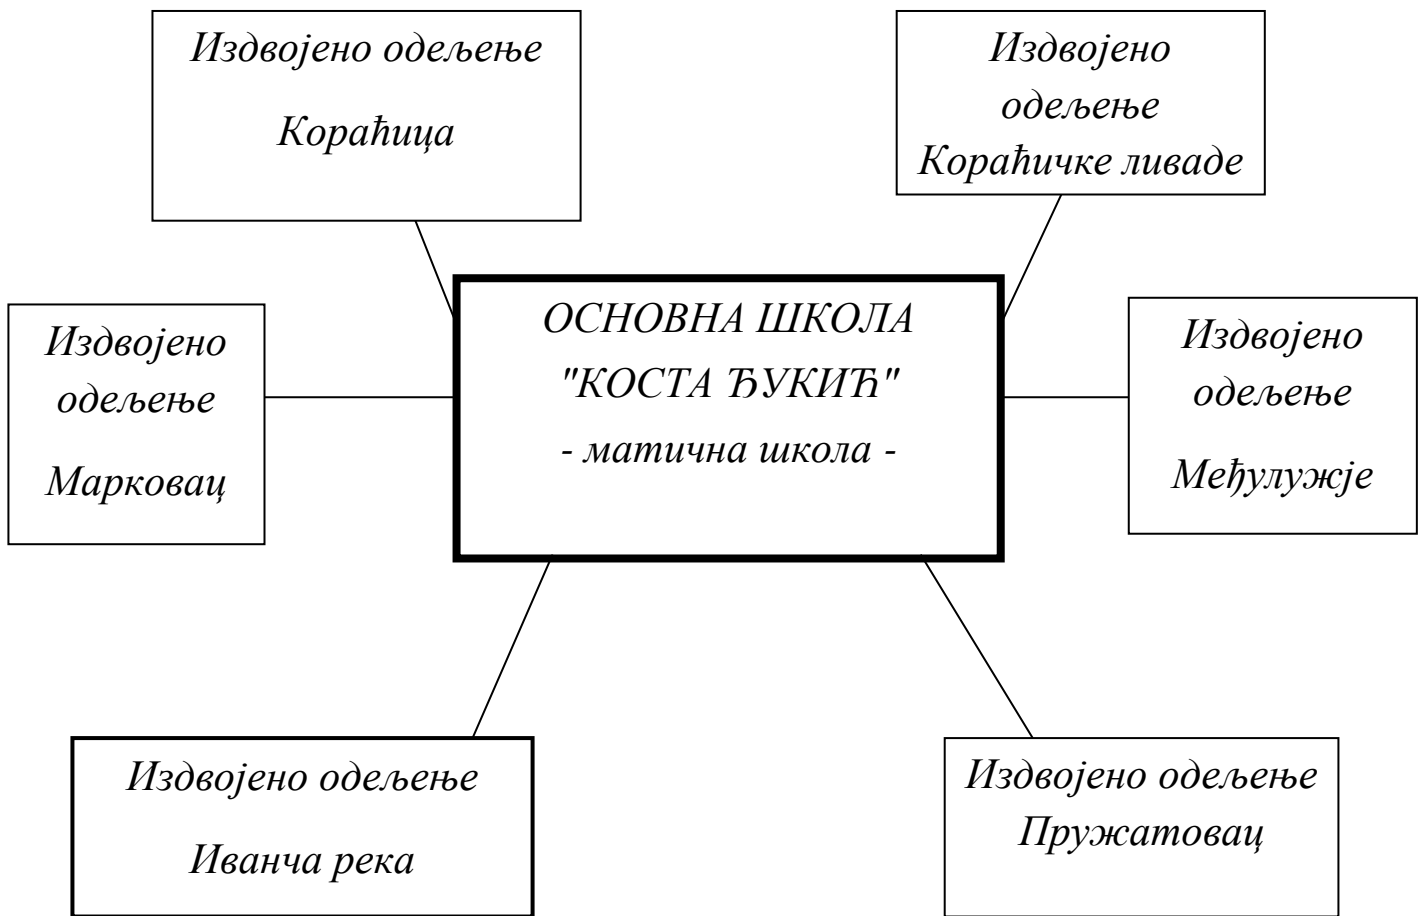 Издвојено одељење
Кораћица
Издвојено
одељење
Кораћичке ливаде
ОСНОВНА ШКОЛА
"КОСТА ЂУКИЋ"
- матична школа -
Издвојено
одељење
Марковац
Издвојено
одељење
Међулужје
Издвојено одељење
Иванча река
Издвојено одељење
Пружатовац